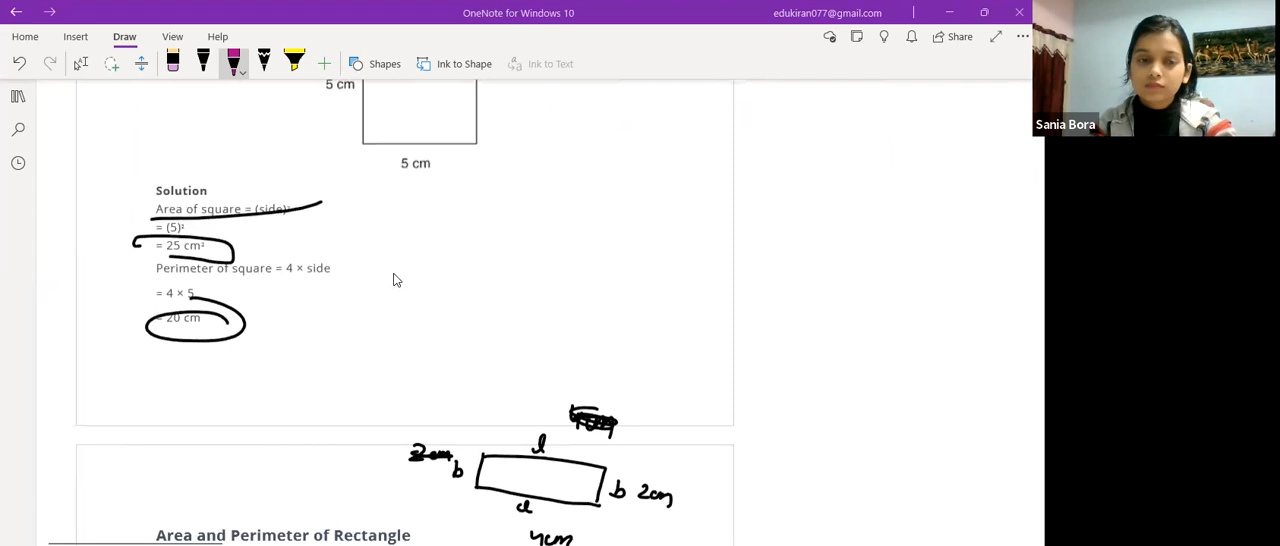 OneNote for Windows 10
edukiran077@gmail.com
Home Insert Draw View Help
Share
Shapes Ink to Shape Ink to Text
Sania Bora
5 cm
5 cm
Solution
Area of square = (side)²
= (5)²
= 25 cm²
Perimeter of square = 4 × side
= 4 × 5
= 20 cm
l
b
b 2cm
4cm
Area and Perimeter of Rectangle